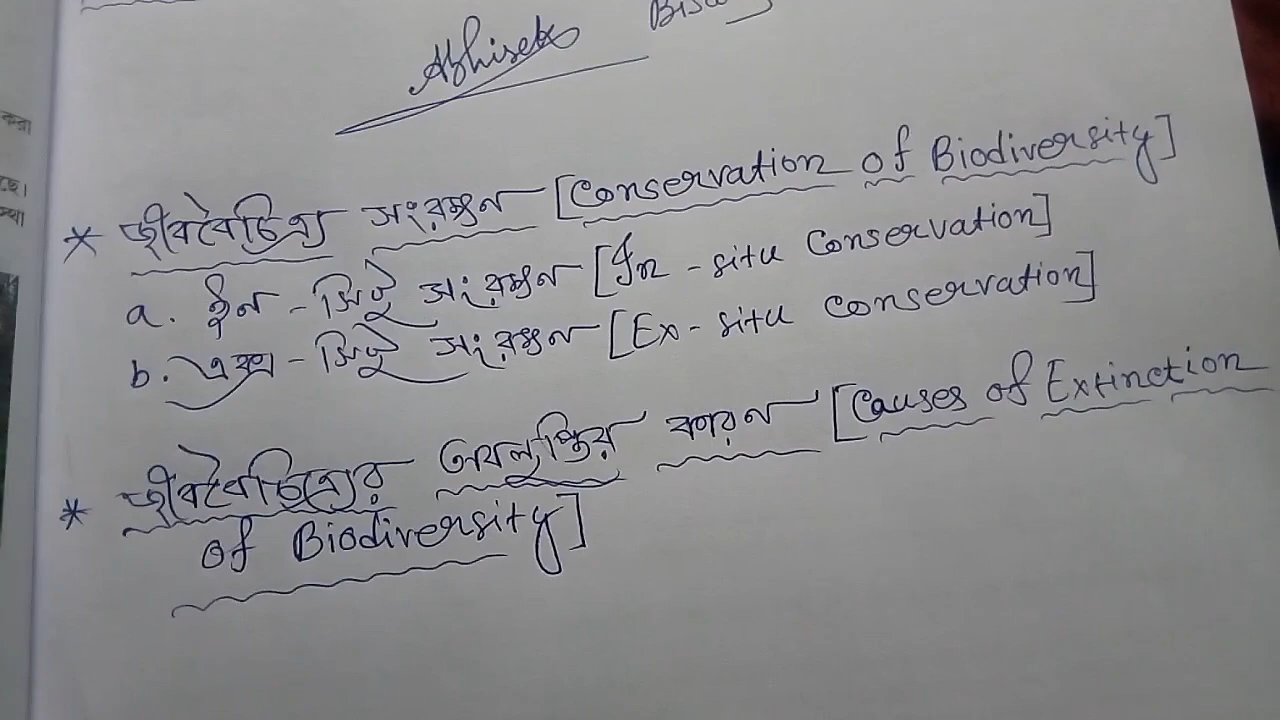 Abhisek
* জীববৈচিত্র্য সংরক্ষণ [Conservation of Biodiversity]
a. ইন - সিটু সংরক্ষণ [In - situ Conservation]
b. এক্স - সিটু সংরক্ষণ [Ex - situ Conservation]
* জীববৈচিত্র্যের অবলুপ্তির কারণ [Causes of Extinction
of Biodiversity]